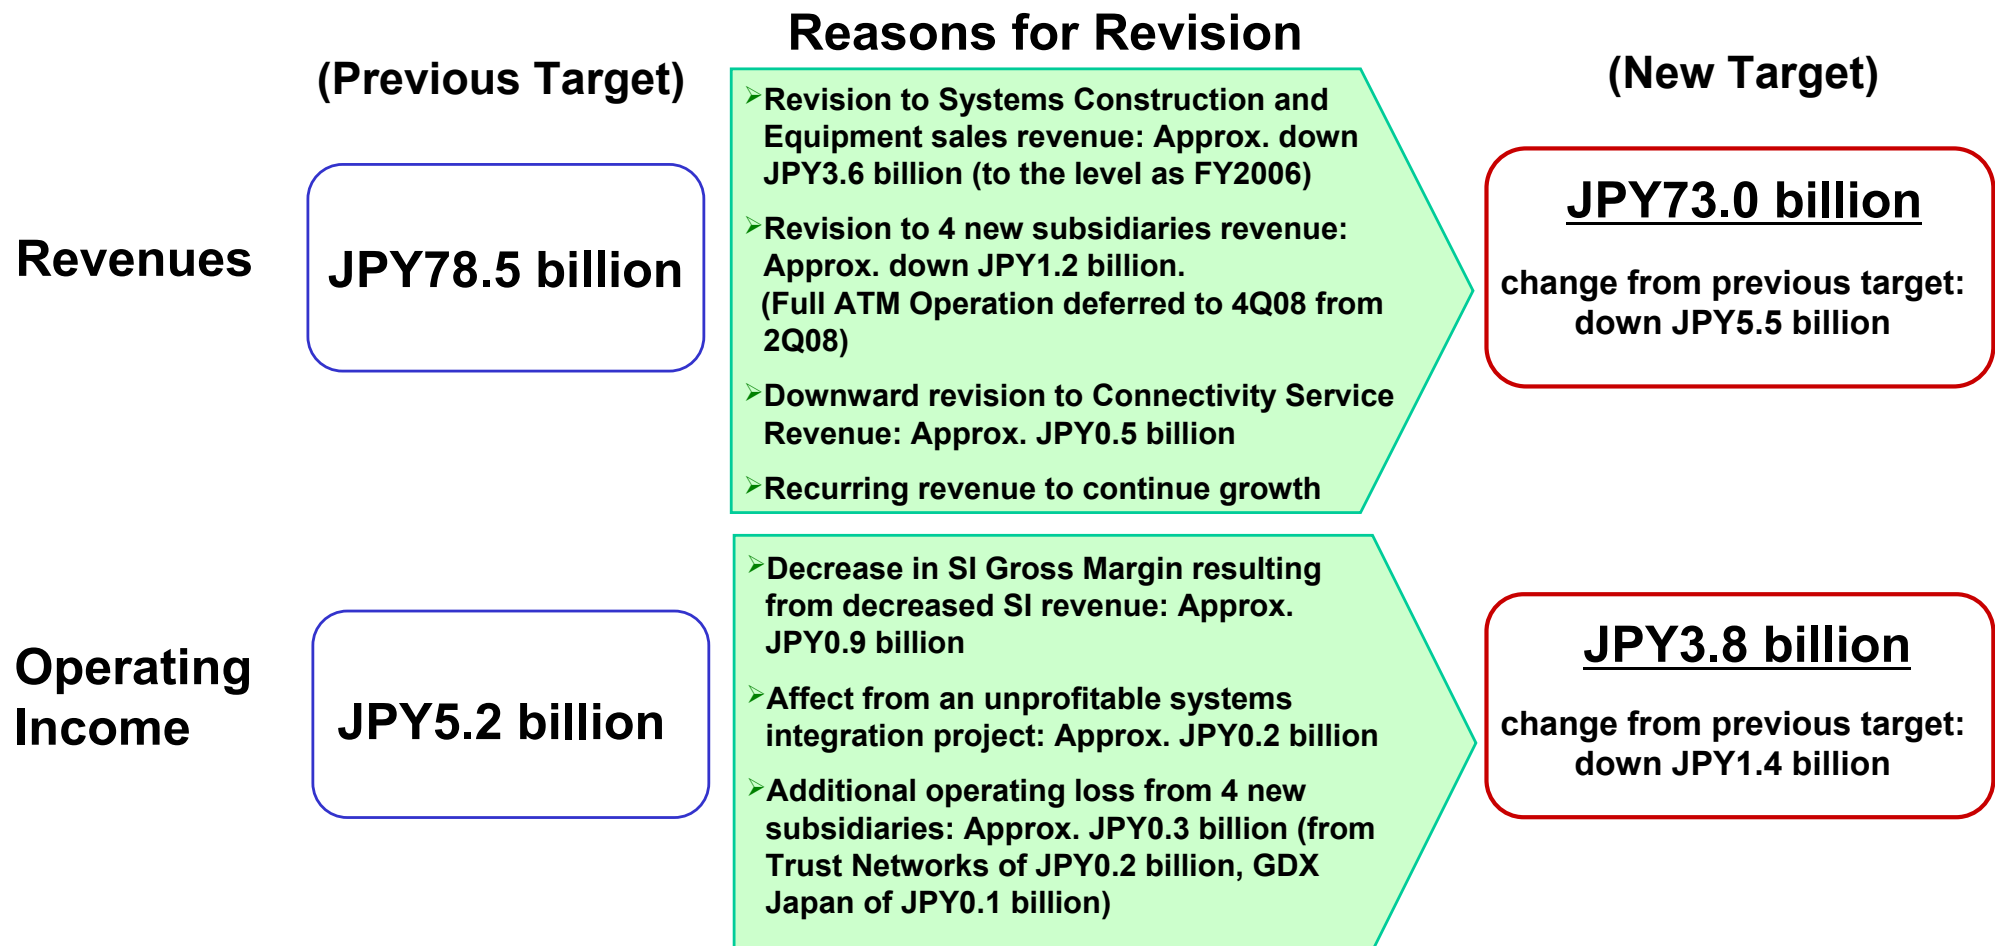 Reasons for Revision
(Previous Target)
(New Target)
Revenues
JPY78.5 billion
➢Revision to Systems Construction and
Equipment sales revenue: Approx. down
JPY3.6 billion (to the level as FY2006)
➢Revision to 4 new subsidiaries revenue:
Approx. down JPY1.2 billion.
(Full ATM Operation deferred to 4Q08 from
2Q08)
➢Downward revision to Connectivity Service
Revenue: Approx. JPY0.5 billion
➢Recurring revenue to continue growth
JPY73.0 billion
change from previous target:
down JPY5.5 billion
Operating
Income
JPY5.2 billion
➢Decrease in SI Gross Margin resulting
from decreased SI revenue: Approx.
JPY0.9 billion
➢Affect from an unprofitable systems
integration project: Approx. JPY0.2 billion
➢Additional operating loss from 4 new
subsidiaries: Approx. JPY0.3 billion (from
Trust Networks of JPY0.2 billion, GDX
Japan of JPY0.1 billion)
JPY3.8 billion
change from previous target:
down JPY1.4 billion